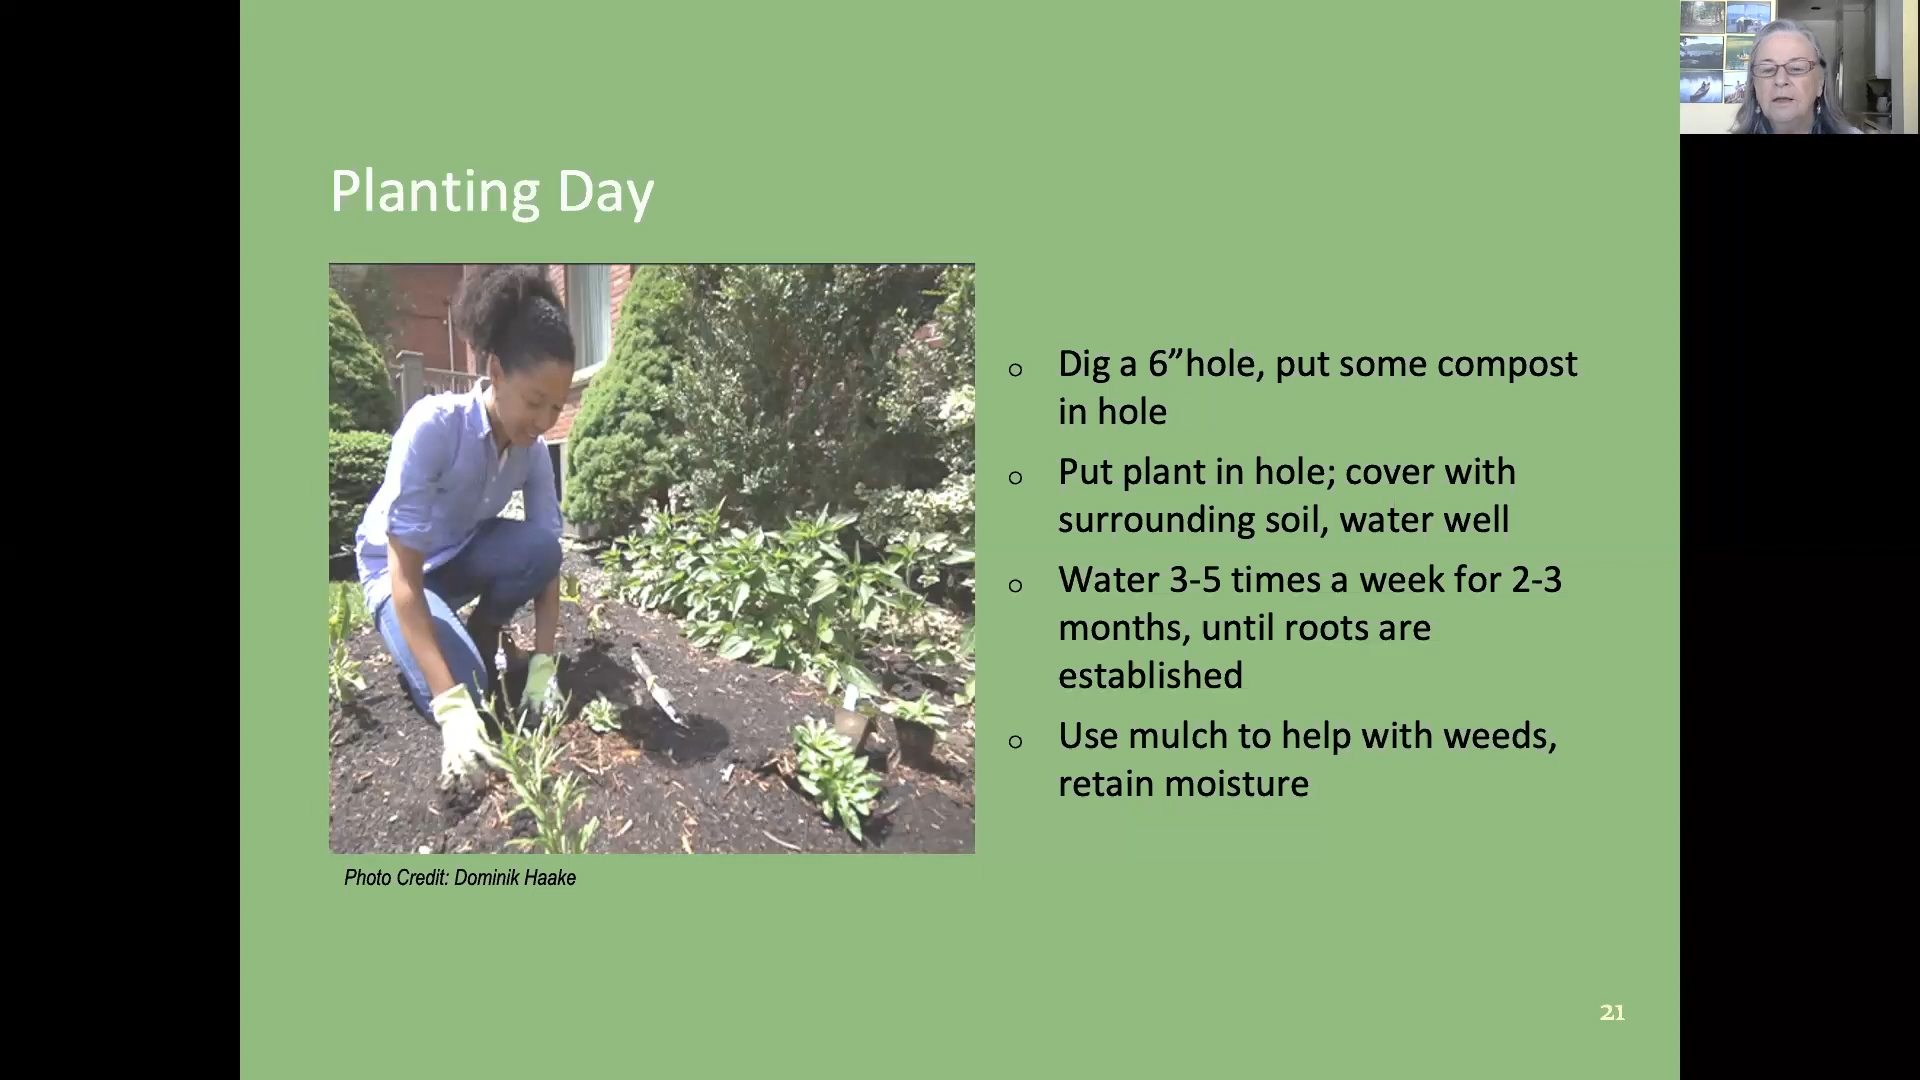 Planting Day
Dig a 6”hole, put some compost
in hole
Put plant in hole; cover with
surrounding soil, water well
Water 3-5 times a week for 2-3
months, until roots are
established
Use mulch to help with weeds,
retain moisture
Photo Credit: Dominik Haake
21